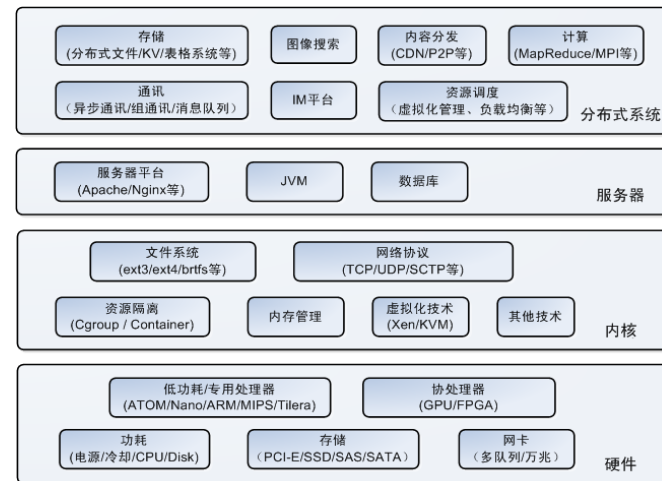 存储
(分布式文件/KV/表格系统等)
图像搜索
内容分发
(CDN/P2P等)
计算
(MapReduce/MPI等)
通讯
（异步通讯/组通讯/消息队列）
IM平台
资源调度
（虚拟化管理、负载均衡等）
分布式系统
服务器平台
(Apache/Nginx等)
JVM
数据库
服务器
文件系统
(ext3/ext4/brtfs等)
网络协议
(TCP/UDP/SCTP等)
资源隔离
(Cgroup / Container)
内存管理
虚拟化技术
(Xen/KVM)
其他技术
内核
低功耗/专用处理器
(ATOM/Nano/ARM/MIPS/Tilera)
协处理器
(GPU/FPGA)
功耗
(电源/冷却/CPU/Disk)
存储
（PCI-E/SSD/SAS/SATA）
网卡
（多队列/万兆）
硬件